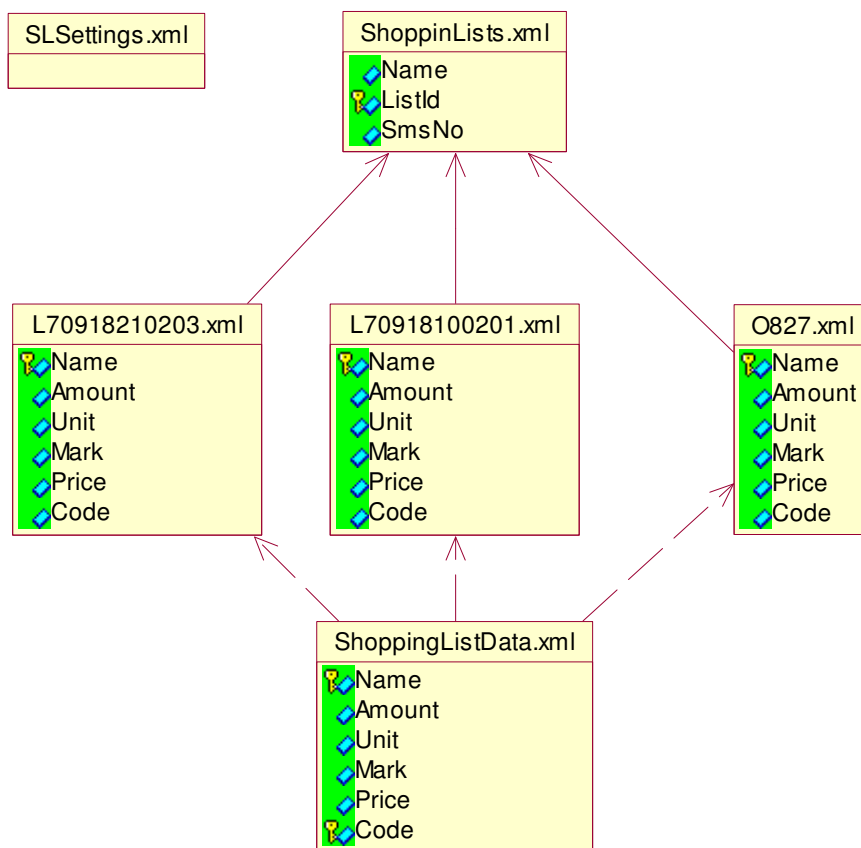 SLSettings.xml
ShoppinLists.xml
Name
ListId
SmsNo
L70918210203.xml
Name
Amount
Unit
Mark
Price
Code
L70918100201.xml
Name
Amount
Unit
Mark
Price
Code
O827.xml
Name
Amount
Unit
Mark
Price
Code
ShoppingListData.xml
Name
Amount
Unit
Mark
Price
Code